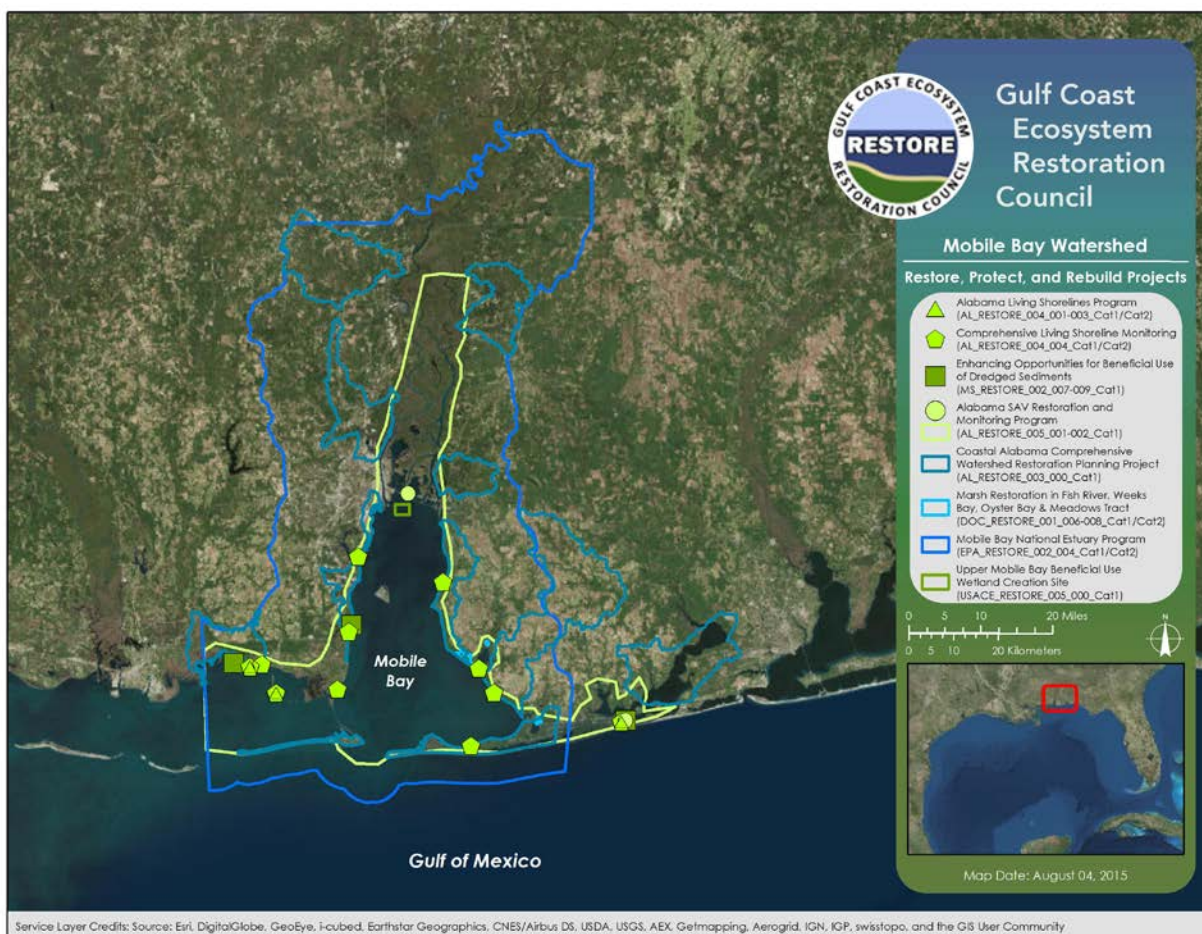 GULF COAST ECOSYSTEM
RESTORE
RESTORATION COUNCIL
Gulf Coast
Ecosystem
Restoration
Council
Mobile Bay Watershed
Restore, Protect, and Rebuild Projects
Alabama Living Shorelines Program
(AL_RESTORE_004_001-003_Cat1/Cat2)
Comprehensive Living Shoreline Monitoring
(AL_RESTORE_004_004_Cat1/Cat2)
Enhancing Opportunities for Beneficial Use
of Dredged Sediments
(MS_RESTORE_002_007-009_Cat1)
Alabama SAV Restoration and
Monitoring Program
(AL_RESTORE_005_001-002_Cat1)
Coastal Alabama Comprehensive
Watershed Restoration Planning Project
(AL_RESTORE_003_000_Cat1)
Marsh Restoration in Fish River, Weeks
Bay, Oyster Bay & Meadows Tract
(DOC_RESTORE_001_006-008_Cat1/Cat2)
Mobile Bay National Estuary Program
(EPA_RESTORE_002_004_Cat1/Cat2)
Upper Mobile Bay Beneficial Use
Wetland Creation Site
(USACE_RESTORE_005_000_Cat1)
0 5 10 20 Miles
0 5 10 20 Kilometers
N
Mobile
Bay
Gulf of Mexico
Map Date: August 04, 2015
Service Layer Credits: Source: Esri, DigitalGlobe, GeoEye, i-cubed, Earthstar Geographics, CNES/Airbus DS, USDA, USGS, AEX, Getmapping, Aerogrid, IGN, IGP, swisstopo, and the GIS User Community